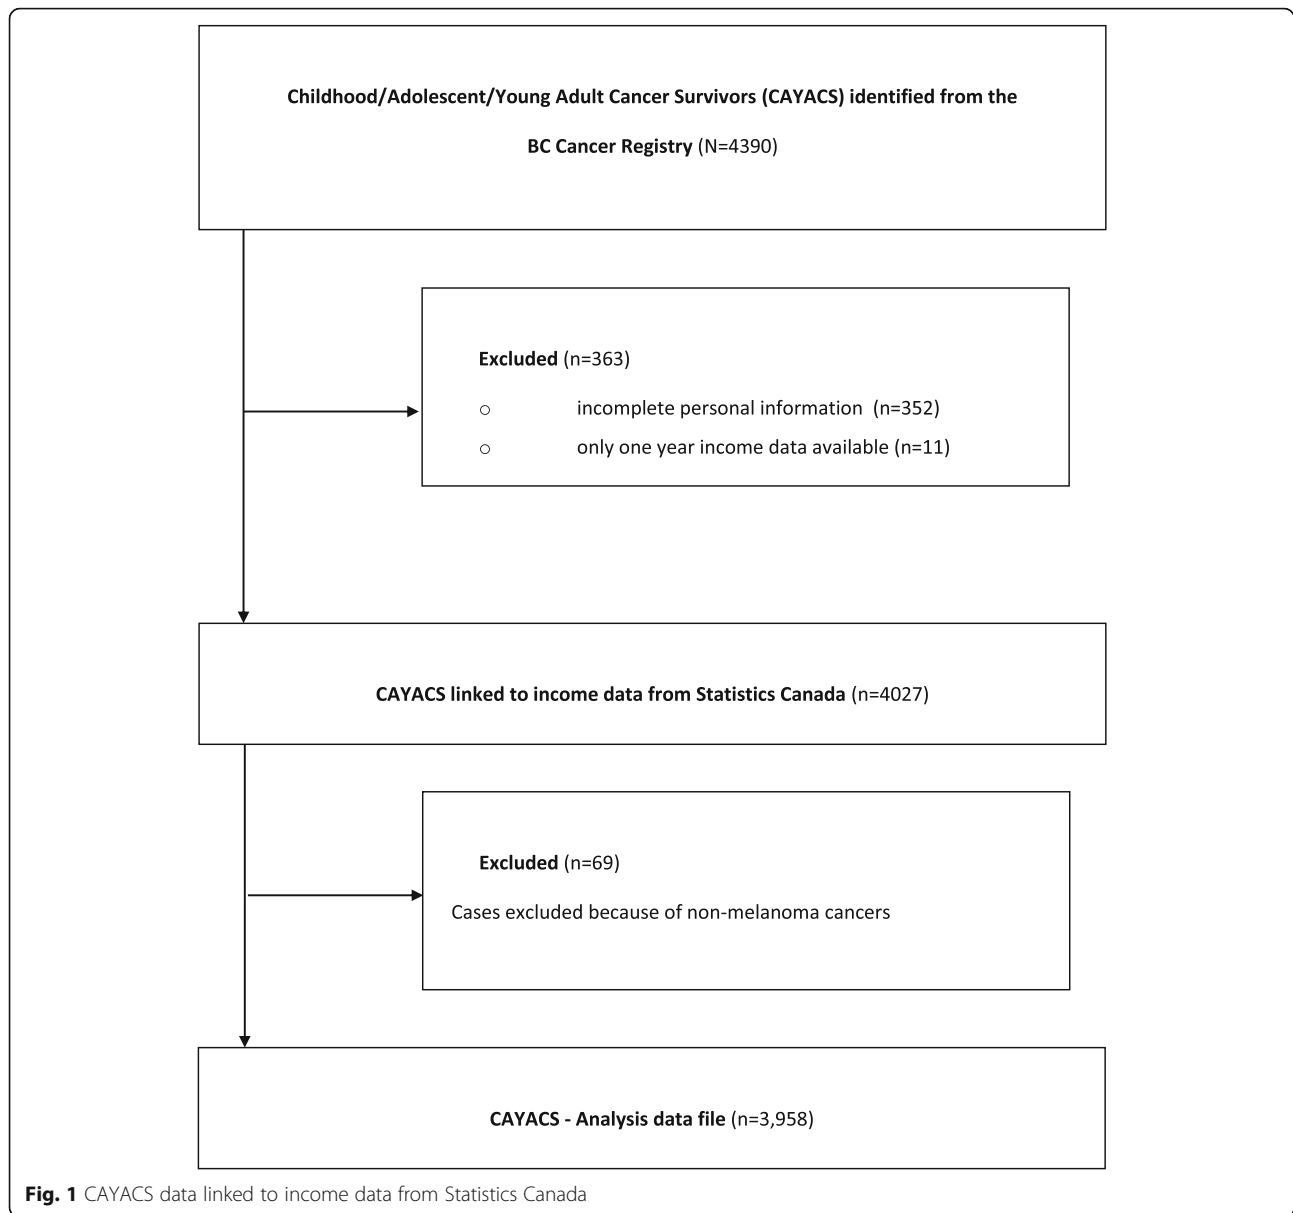 Childhood/Adolescent/Young Adult Cancer Survivors (CAYACS) identified from the
BC Cancer Registry (N=4390)
Excluded (n=363)
○ incomplete personal information (n=352)
○ only one year income data available (n=11)
CAYACS linked to income data from Statistics Canada (n=4027)
Excluded (n=69)
Cases excluded because of non-melanoma cancers
CAYACS - Analysis data file (n=3,958)
Fig. 1 CAYACS data linked to income data from Statistics Canada